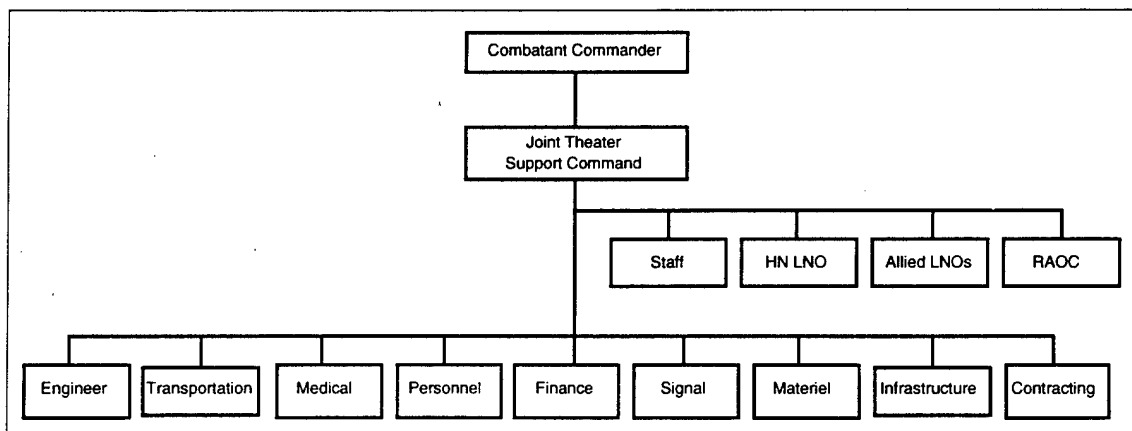 Combatant Commander
Joint Theater
Support Command
Staff
HN LNO
Allied LNOs
RAOC
Engineer
Transportation
Medical
Personnel
Finance
Signal
Materiel
Infrastructure
Contracting